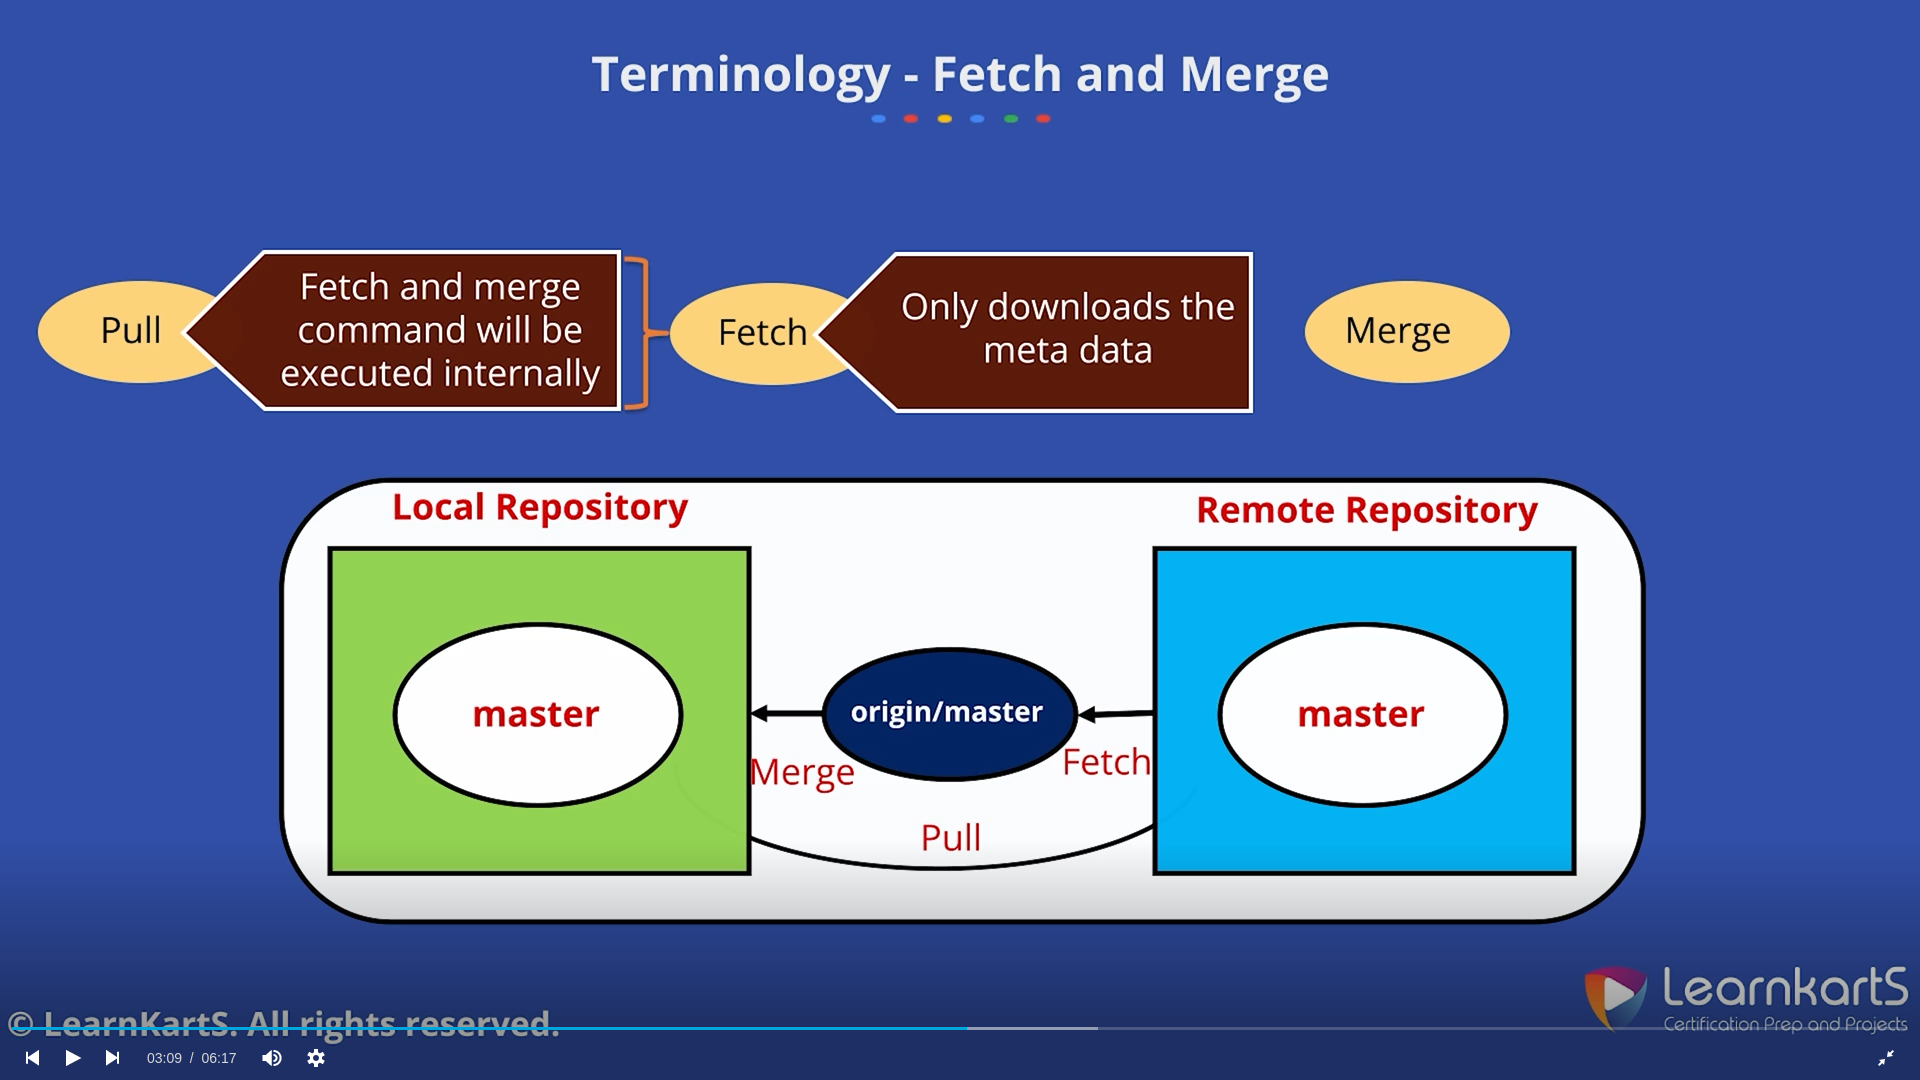 Terminology - Fetch and Merge
Pull
Fetch and merge
command will be
executed internally
Fetch
Only downloads the
meta data
Merge
Local Repository
Remote Repository
master
origin/master
master
Merge
Fetch
Pull
LearnkartS
Certification Prep and Projects
© LearnKartS. All rights reserved.
03:09 / 06:17